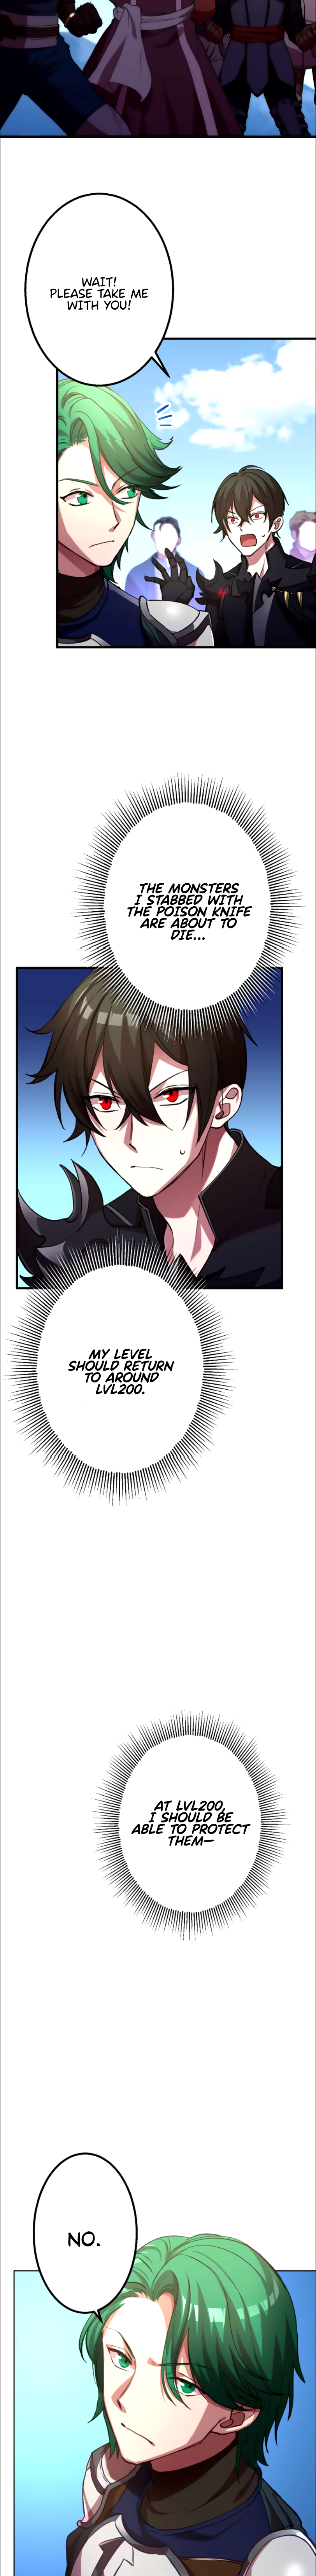 WAIT!
PLEASE TAKE ME
WITH YOU!
THE MONSTERS
I STABBED WITH
THE POISON KNIFE
ARE ABOUT TO
DIE...
MY LEVEL
SHOULD RETURN
TO AROUND
LVL200.
AT LVL200,
I SHOULD BE
ABLE TO PROTECT
THEM—
NO.